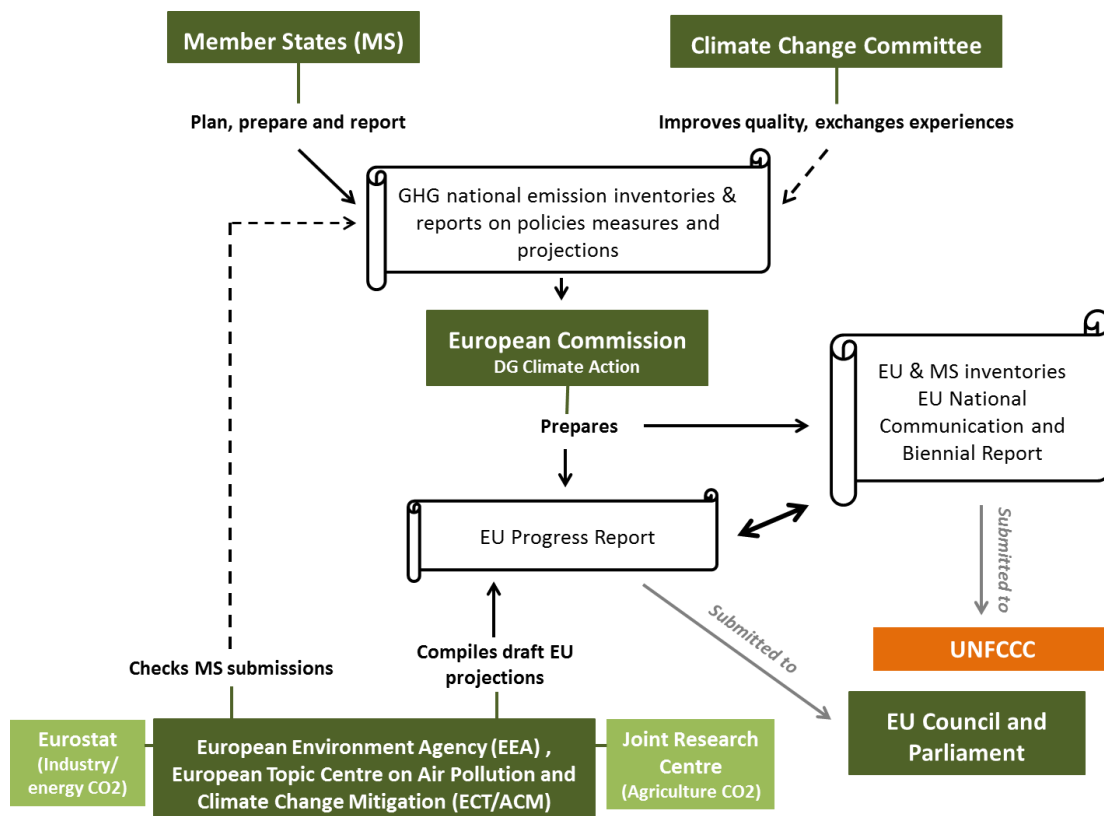 Member States (MS)
Climate Change Committee
Plan, prepare and report
Improves quality, exchanges experiences
GHG national emission inventories &
reports on policies measures and
projections
European Commission
DG Climate Action
EU & MS inventories
EU National
Communication and
Biennial Report
Prepares
EU Progress Report
Submitted to
Submitted to
UNFCCC
Checks MS submissions
Compiles draft EU
projections
EU Council and
Parliament
Eurostat
(Industry/
energy CO2)
European Environment Agency (EEA) ,
European Topic Centre on Air Pollution and
Climate Change Mitigation (ECT/ACM)
Joint Research
Centre
(Agriculture CO2)